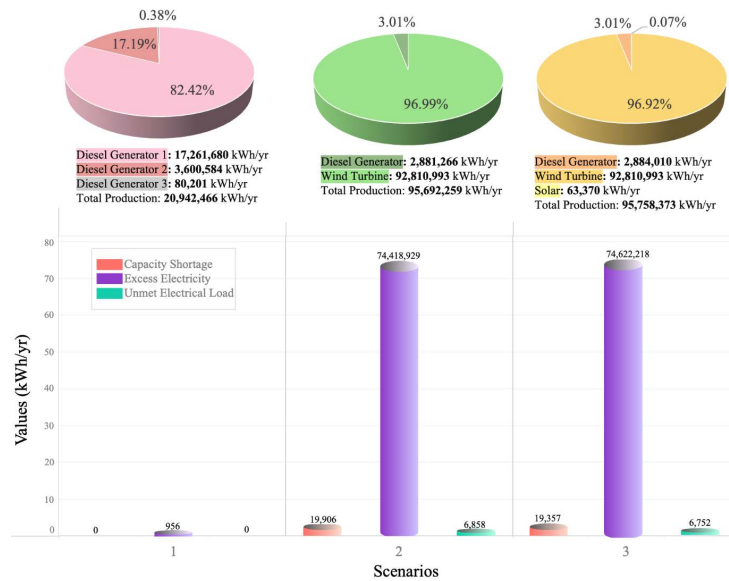 0.38%
17.19%
82.42%
Diesel Generator 1: 17,261,680 kWh/yr
Diesel Generator 2: 3,600,584 kWh/yr
Diesel Generator 3: 80,201 kWh/yr
Total Production: 20,942,466 kWh/yr
3.01%
96.99%
Diesel Generator: 2,881,266 kWh/yr
Wind Turbine: 92,810,993 kWh/yr
Total Production: 95,692,259 kWh/yr
3.01%
0.07%
96.92%
Diesel Generator: 2,884,010 kWh/yr
Wind Turbine: 92,810,993 kWh/yr
Solar: 63,370 kWh/yr
Total Production: 95,758,373 kWh/yr
Values (kWh/yr)
80
70
60
50
40
30
20
10
0
Capacity Shortage
Excess Electricity
Unmet Electrical Load
0
956
0
19,906
74,418,929
6,858
19,357
74,622,218
6,752
1
2
3
Scenarios